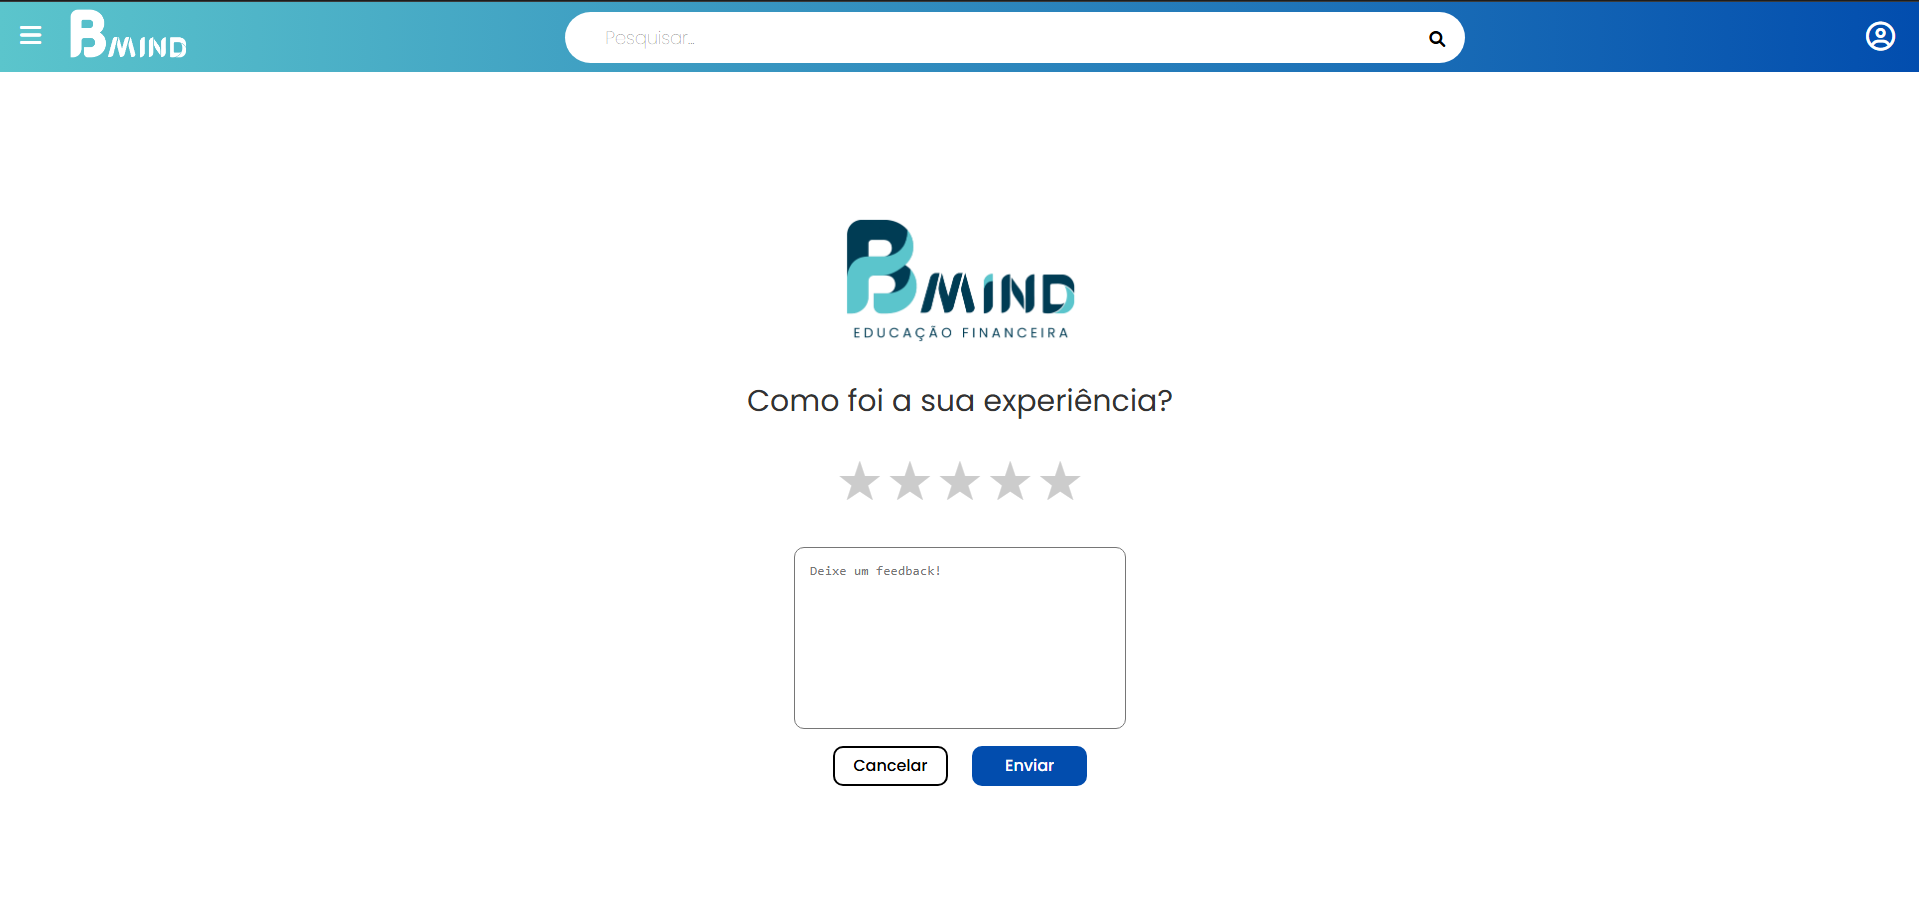 BMIND
Pesquisar...
BMIND
EDUCAÇÃO FINANCEIRA
Como foi a sua experiência?
Deixe um feedback!
Cancelar
Enviar